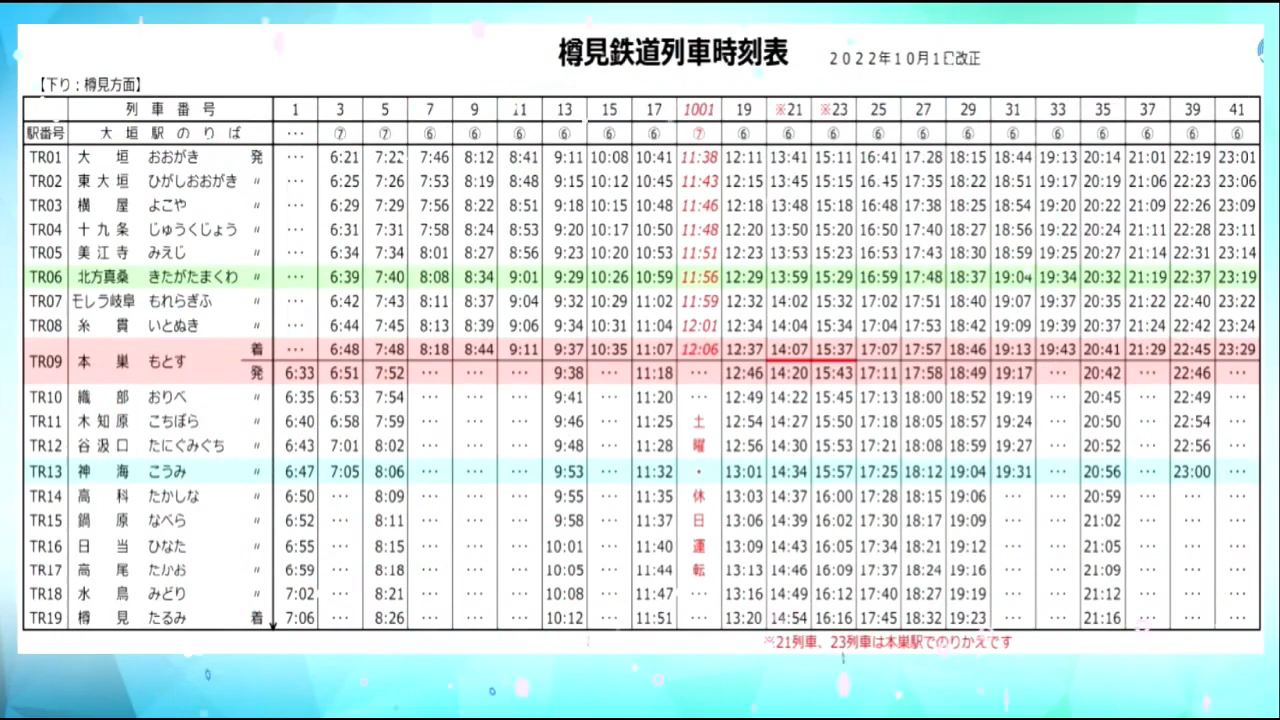 樽見鉄道列車時刻表 2022年10月1日改正
【下り：樽見方面】
列車番号 1 3 5 7 9 11 13 15 17 1001 19 ※21 ※23 25 27 29 31 33 35 37 39 41
駅番号 大垣駅のりば ･･･ ⑦ ⑦ ⑥ ⑥ ⑥ ⑥ ⑥ ⑥ ⑦ ⑥ ⑥ ⑥ ⑥ ⑥ ⑥ ⑥ ⑥ ⑥ ⑥ ⑥ ⑥
TR01 大垣 おおがき 発 ･･･ 6:21 7:22 7:46 8:12 8:41 9:11 10:08 10:41 11:38 12:11 13:41 15:11 16:41 17.28 18:15 18:44 19:13 20:14 21:01 22:19 23:01
TR02 東大垣 ひがしおおがき 〃 ･･･ 6:25 7:26 7:53 8:19 8:48 9:15 10:12 10:45 11:43 12:15 13:45 15:15 16.45 17:35 18:22 18:51 19:17 20:19 21:06 22:23 23:06
TR03 横屋 よこや 〃 ･･･ 6:29 7:29 7:56 8:22 8:51 9:18 10:15 10:48 11:46 12:18 13:48 15:18 16:48 17:38 18:25 18:54 19:20 20:22 21:09 22:26 23:09
TR04 十九条 じゅうくじょう 〃 ･･･ 6:31 7:31 7:58 8:24 8:53 9:20 10:17 10:50 11:48 12:20 13:50 15:20 16:50 17:40 18:27 18:56 19:22 20:24 21:11 22:28 23:11
TR05 美江寺 みえじ 〃 ･･･ 6:34 7:34 8:01 8:27 8:56 9:23 10:20 10:53 11:51 12:23 13:53 15:23 16:53 17:43 18:30 18:59 19:25 20:27 21:14 22:31 23:14
TR06 北方真桑 きたがたまくわ 〃 ･･･ 6:39 7:40 8:08 8:34 9:01 9:29 10:26 10:59 11:56 12:29 13:59 15:29 16:59 17:48 18:37 19:04 19:34 20:32 21:19 22:37 23:19
TR07 モレラ岐阜 もれらぎふ 〃 ･･･ 6:42 7:43 8:11 8:37 9:04 9:32 10:29 11:02 11:59 12:32 14:02 15:32 17:02 17:51 18:40 19:07 19:37 20:35 21:22 22:40 23:22
TR08 糸貫 いとぬき 〃 ･･･ 6:44 7:45 8:13 8:39 9:06 9:34 10:31 11:04 12:01 12:34 14:04 15:34 17:04 17:53 18:42 19:09 19:39 20:37 21:24 22:42 23:24
TR09 本巣 もとす 着 ･･･ 6:48 7:48 8:18 8:44 9:11 9:37 10:35 11:07 12:06 12:37 14:07 15:37 17:07 17:57 18:46 19:13 19:43 20:41 21:29 22:45 23:29
発 6:33 6:51 7:52 ･･･ ･･･ ･･･ 9:38 ･･･ 11:18 ･･･ 12:46 14:20 15:43 17:11 17:58 18:49 19:17 ･･･ 20:42 ･･･ 22:46 ･･･
TR10 織部 おりべ 〃 6:35 6:53 7:54 ･･･ ･･･ ･･･ 9:41 ･･･ 11:20 ･･･ 12:49 14:22 15:45 17:13 18:00 18:52 19:19 ･･･ 20:45 ･･･ 22:49 ･･･
TR11 木知原 こちぼら 〃 6:40 6:58 7:59 ･･･ ･･･ ･･･ 9:46 ･･･ 11:25 土 12:54 14:27 15:50 17:18 18:05 18:57 19:24 ･･･ 20:50 ･･･ 22:54 ･･･
TR12 谷汲口 たにぐみぐち 〃 6:43 7:01 8:02 ･･･ ･･･ ･･･ 9:48 ･･･ 11:28 曜 12:56 14:30 15:53 17:21 18:08 18:59 19:27 ･･･ 20:52 ･･･ 22:56 ･･･
TR13 神海 こうみ 〃 6:47 7:05 8:06 ･･･ ･･･ ･･･ 9:53 ･･･ 11:32 ・ 13:01 14:34 15:57 17:25 18:12 19:04 19:31 ･･･ 20:56 ･･･ 23:00 ･･･
TR14 高科 たかしな 〃 6:50 ･･･ 8:09 ･･･ ･･･ ･･･ 9:55 ･･･ 11:35 休 13:03 14:37 16:00 17:28 18:15 19:06 ･･･ ･･･ 20:59 ･･･ ･･･ ･･･
TR15 鍋原 なべら 〃 6:52 ･･･ 8:11 ･･･ ･･･ ･･･ 9:58 ･･･ 11:37 日 13:06 14:39 16:02 17:30 18:17 19:09 ･･･ ･･･ 21:02 ･･･ ･･･ ･･･
TR16 日当 ひなた 〃 6:55 ･･･ 8:15 ･･･ ･･･ ･･･ 10:01 ･･･ 11:40 運 13:09 14:43 16:05 17:34 18:21 19:12 ･･･ ･･･ 21:05 ･･･ ･･･ ･･･
TR17 高尾 たかお 〃 6:59 ･･･ 8:18 ･･･ ･･･ ･･･ 10:05 ･･･ 11:44 転 13:13 14:46 16:09 17:37 18:24 19:16 ･･･ ･･･ 21:09 ･･･ ･･･ ･･･
TR18 水鳥 みどり 〃 7:02 ･･･ 8:21 ･･･ ･･･ ･･･ 10:08 ･･･ 11:47 ･･･ 13:16 14:49 16:12 17:40 18:27 19:19 ･･･ ･･･ 21:12 ･･･ ･･･ ･･･
TR19 樽見 たるみ 着 7:06 ･･･ 8:26 ･･･ ･･･ ･･･ 10:12 ･･･ 11:51 ･･･ 13:20 14:54 16:16 17:45 18:32 19:23 ･･･ ･･･ 21:16 ･･･ ･･･ ･･･
※21列車、23列車は本巣駅でのりかえです